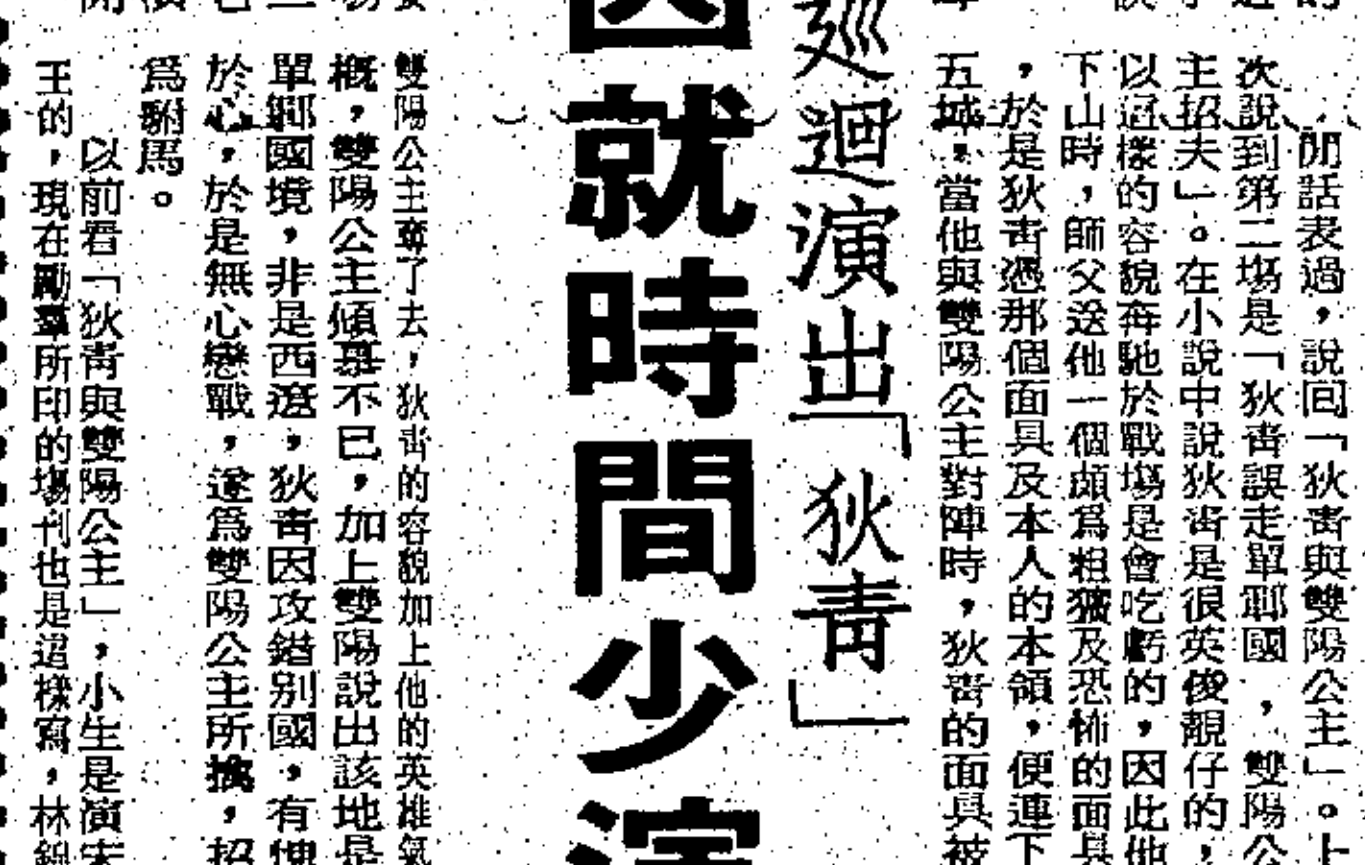 閒話表過，說回「狄青與雙陽公主」。上
次說到第二場是「狄青誤走單鄢國，雙陽公
主招夫」。在小說中說狄青是很英俊靚仔的，
以這樣的容貌奔馳於戰場是會吃虧的，因此他
下山時，師父送他一個頗爲粗獷及恐怖的面具
，於是狄青憑那個面具及本人的本領，便連下
五城，當他與雙陽公主對陣時，狄青的面具被
巡迴演出「狄青」
因就時間少演
雙陽公主奪了去，狄青的容貌加上他的英雄氣
概，雙陽公主傾慕不已，加上雙陽說出該地是
單鄢國境，非是西遼，狄青因攻錯別國，有愧
於心，於是無心戀戰，遂爲雙陽公主所擒，招
爲駙馬。
以前看「狄青與雙陽公主」，小生是演宋
王的，現在勵羣所印的場刊也是這樣寫，林錦